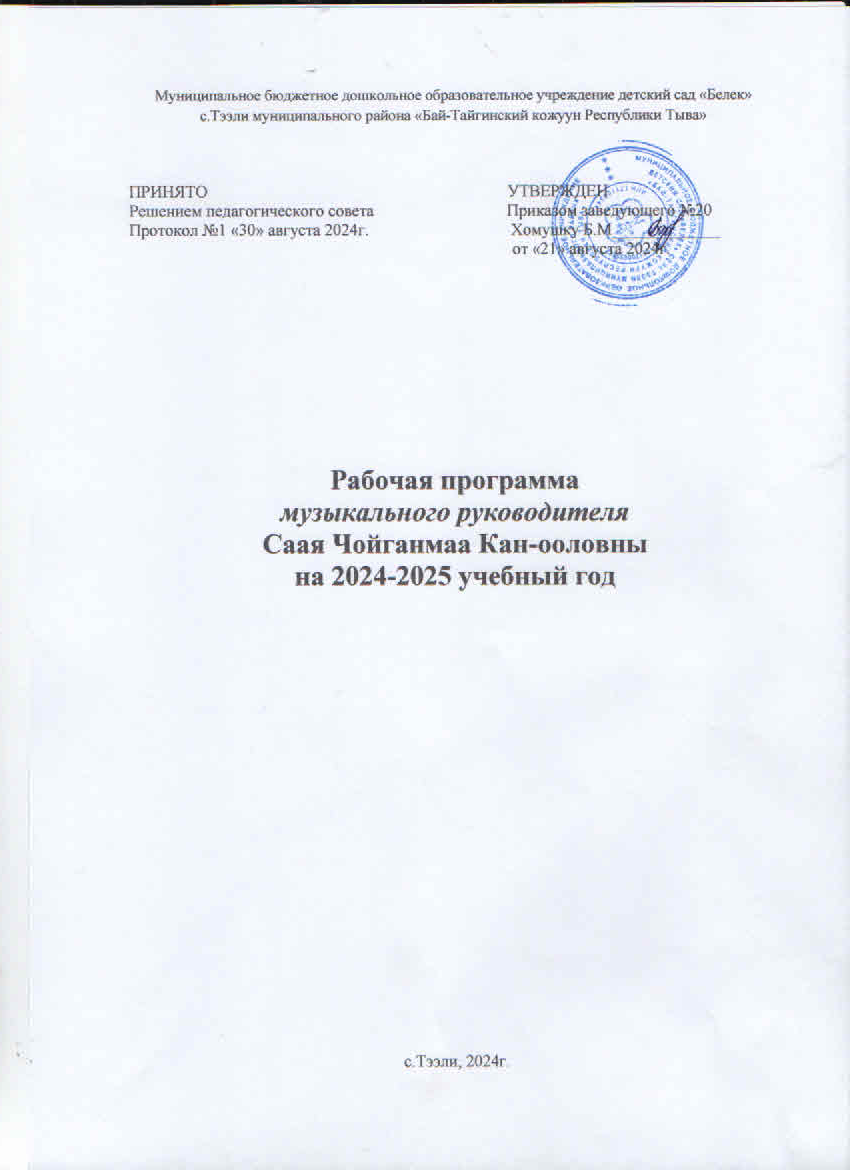 Муниципальное бюджетное дошкольное образовательное учреждение детский сад «Белек»
с.Тээли муниципального района «Бай-Тайгинский кожуун Республики Тыва»
ПРИНЯТО
Решением педагогического совета
Протокол №1 «30» августа 2024г.
УТВЕРЖДЕН
Приказом заведующего №20
Хомушку Б.М
от «21» августа 2024г.
Рабочая программа
музыкального руководителя
Саая Чойганмаа Кан-ооловны
на 2024-2025 учебный год
с.Тээли, 2024г.